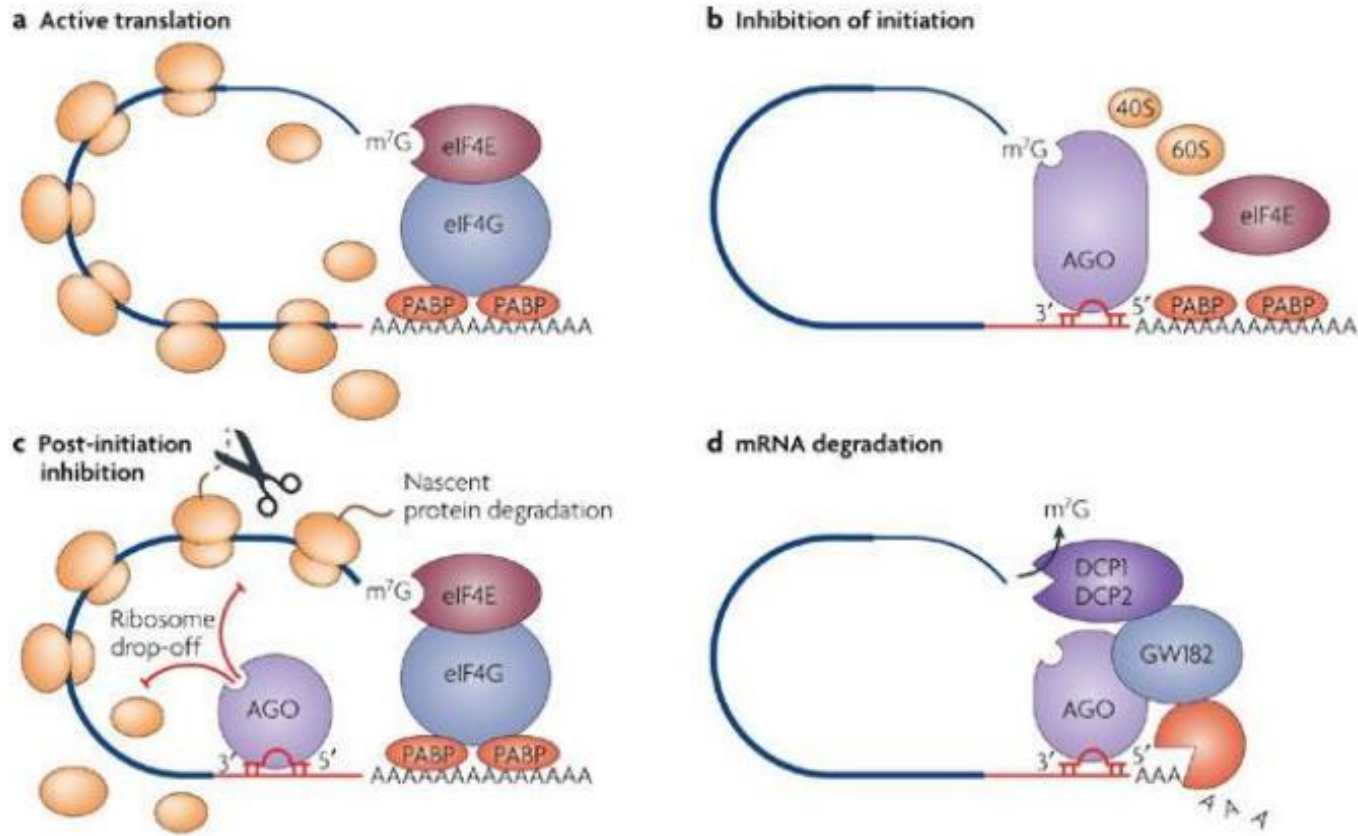 a Active translation
m⁷G
eIF4E
eIF4G
PABP PABP
AAAAAAAAAAAAAA
b Inhibition of initiation
40S
60S
m⁷G
eIF4E
AGO
3′ 5′
PABP PABP
AAAAAAAAAAAAAA
c Post-initiation
inhibition
Nascent
protein degradation
m⁷G
eIF4E
Ribosome
drop-off
eIF4G
AGO
3′ 5′
PABP PABP
AAAAAAAAAAAAAA
d mRNA degradation
m⁷G
DCP1
DCP2
GW182
AGO
3′ 5′
AAA
A A A